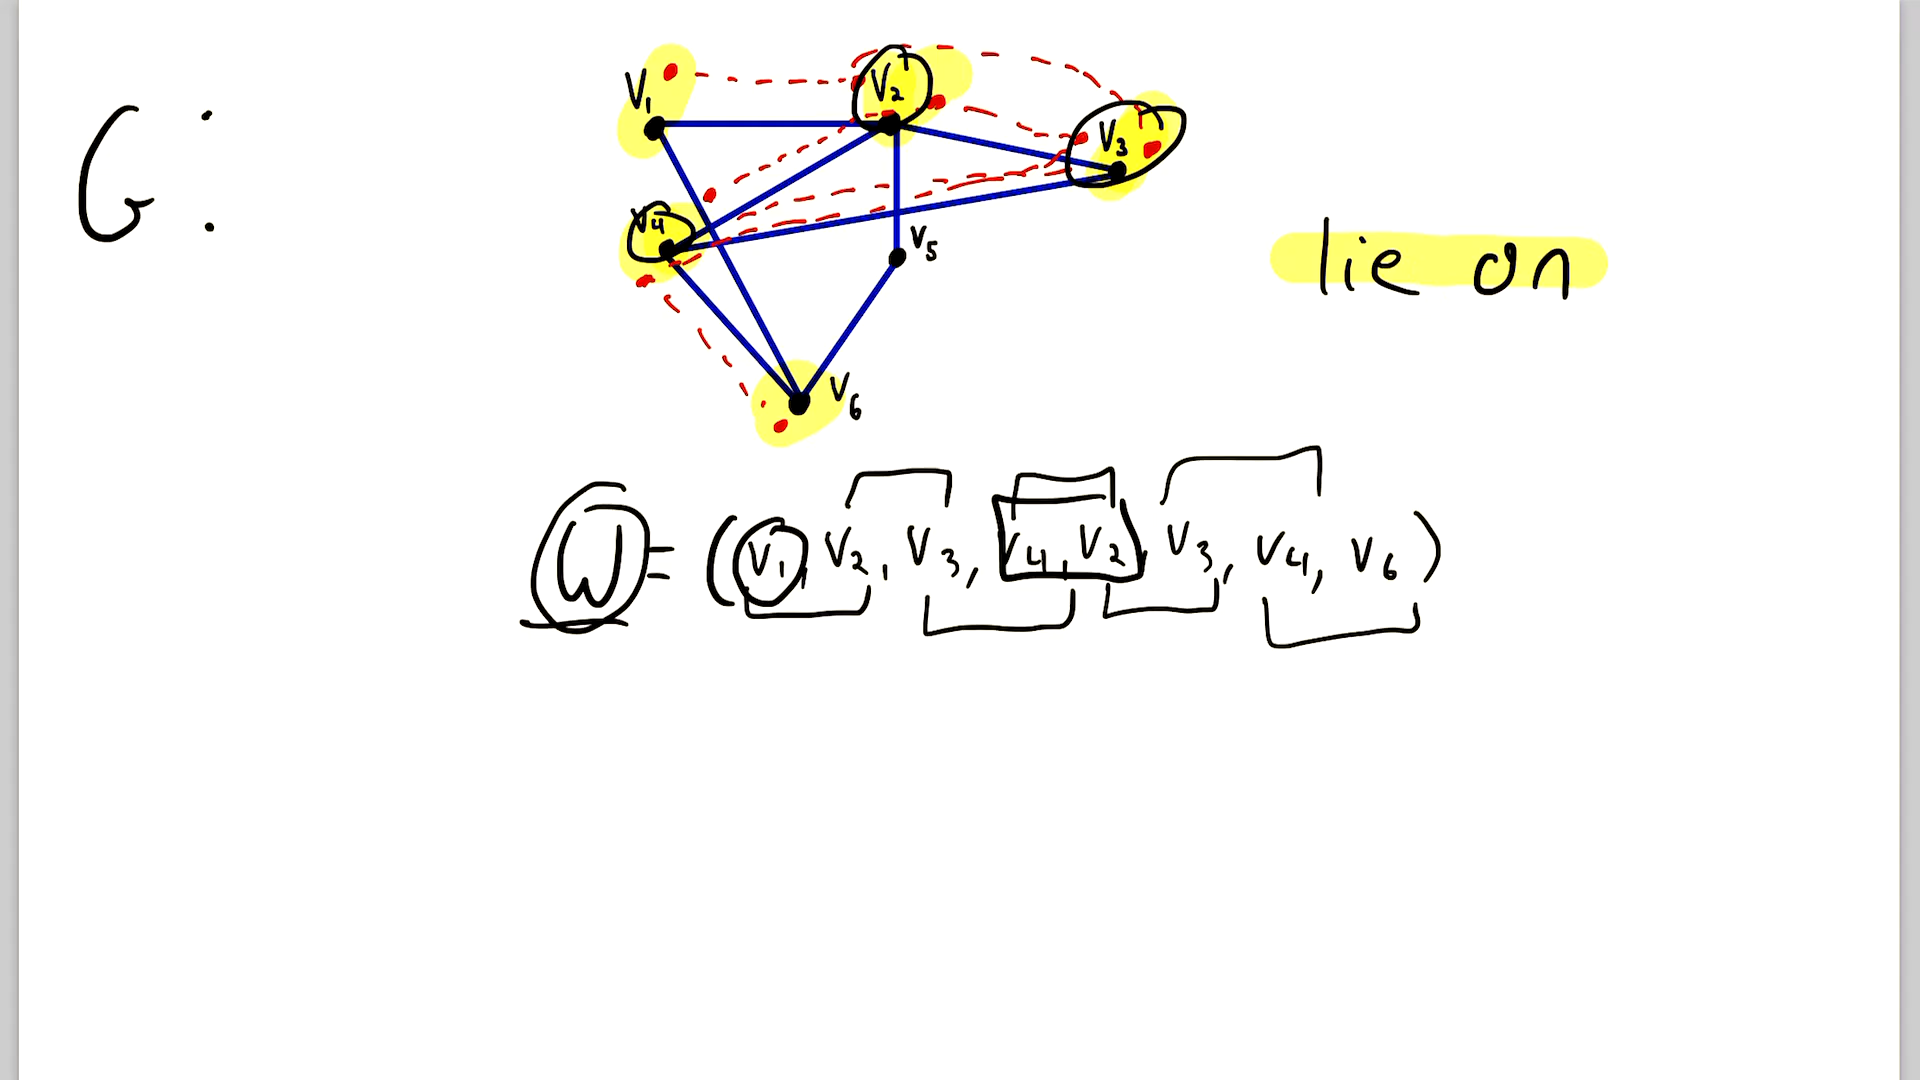 G:
V₁ V₂ V₃
V₄ V₅
V₆
lie on
W = (V₁, V₂, V₃, V₄, V₂, V₃, V₄, V₆)